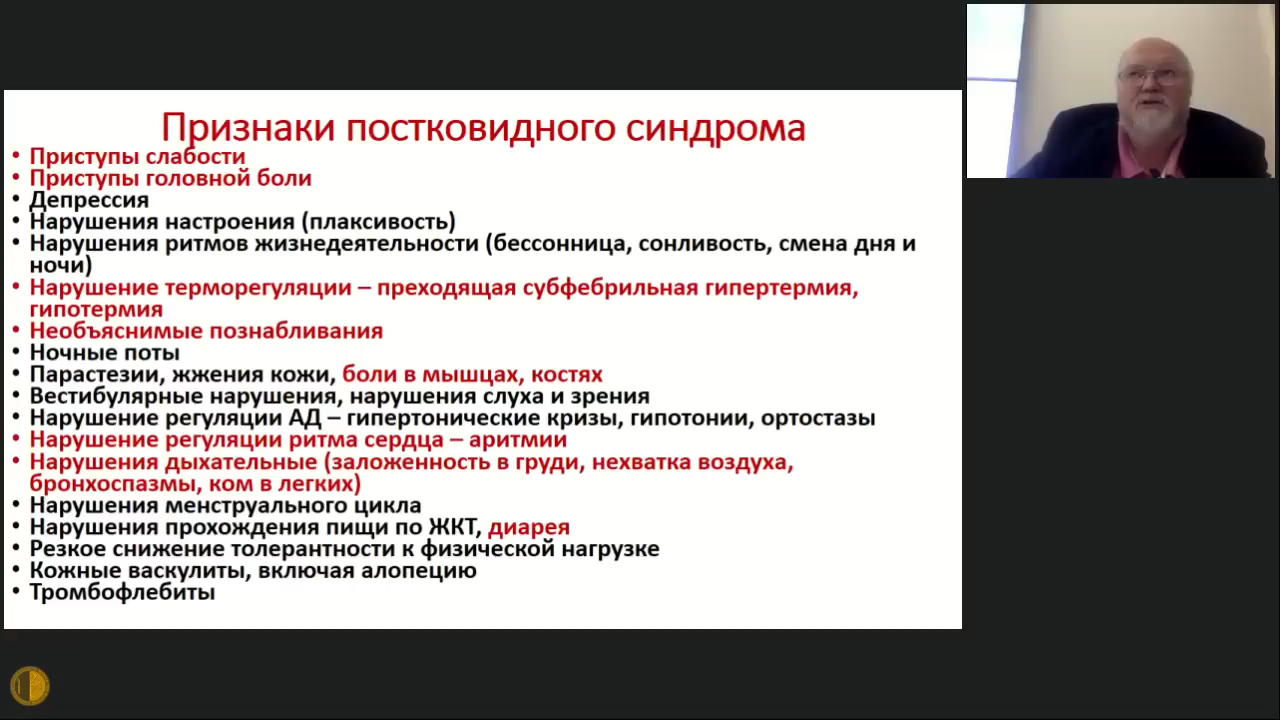 Признаки постковидного синдрома
• Приступы слабости
• Приступы головной боли
• Депрессия
• Нарушения настроения (плаксивость)
• Нарушения ритмов жизнедеятельности (бессонница, сонливость, смена дня и
ночи)
• Нарушение терморегуляции – преходящая субфебрильная гипертермия,
гипотермия
• Необъяснимые познабливания
• Ночные поты
• Парастезии, жжения кожи, боли в мышцах, костях
• Вестибулярные нарушения, нарушения слуха и зрения
• Нарушение регуляции АД – гипертонические кризы, гипотонии, ортостазы
• Нарушение регуляции ритма сердца – аритмии
• Нарушения дыхательные (заложенность в груди, нехватка воздуха,
бронхоспазмы, ком в легких)
• Нарушения менструального цикла
• Нарушения прохождения пищи по ЖКТ, диарея
• Резкое снижение толерантности к физической нагрузке
• Кожные васкулиты, включая алопецию
• Тромбофлебиты